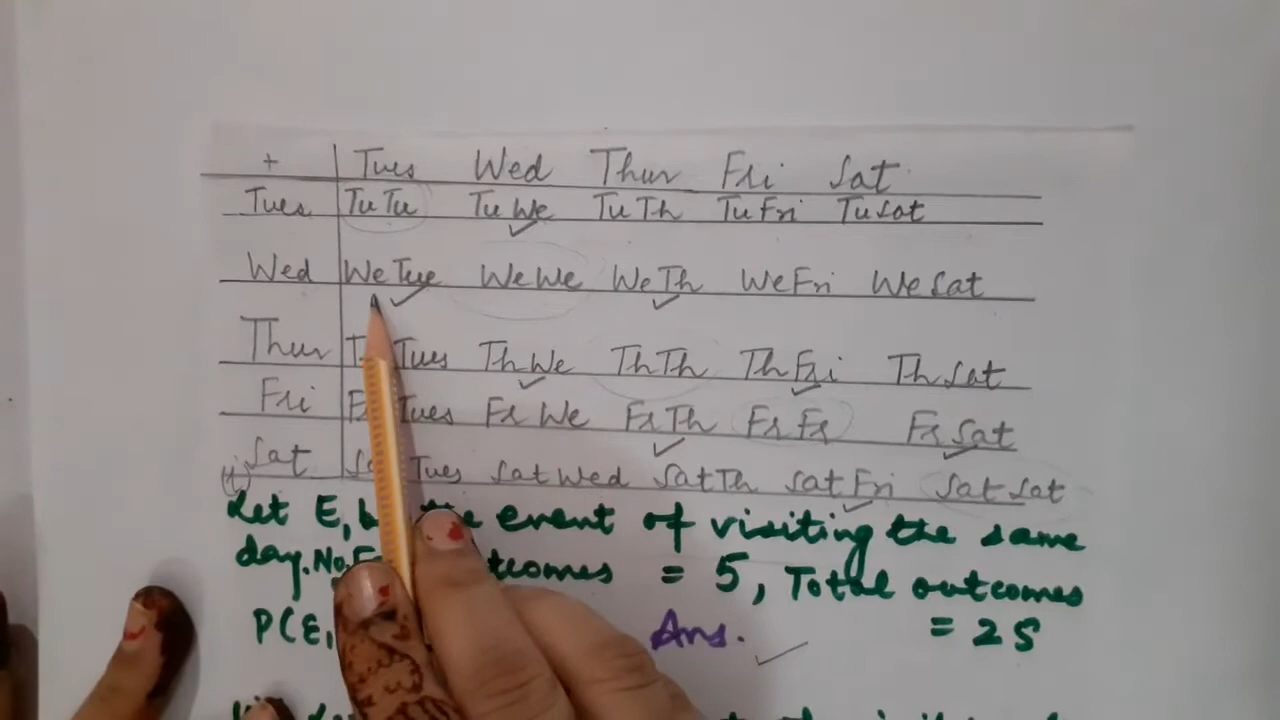 + Tues Wed Thur Fri Sat
Tues TuTu TuWe TuTh TuFri TuSat
Wed WeTue WeWe WeTh WeFri WeSat
Thur Tues ThWe ThTh ThFri ThSat
Fri Tues FrWe FrTh FrFr FrSat
Sat Tues SatWed SatTh SatFri SatSat
(i)
Let E, the event of visiting the same
day. No. = 5, Total outcomes
P(E, Ans. = 25